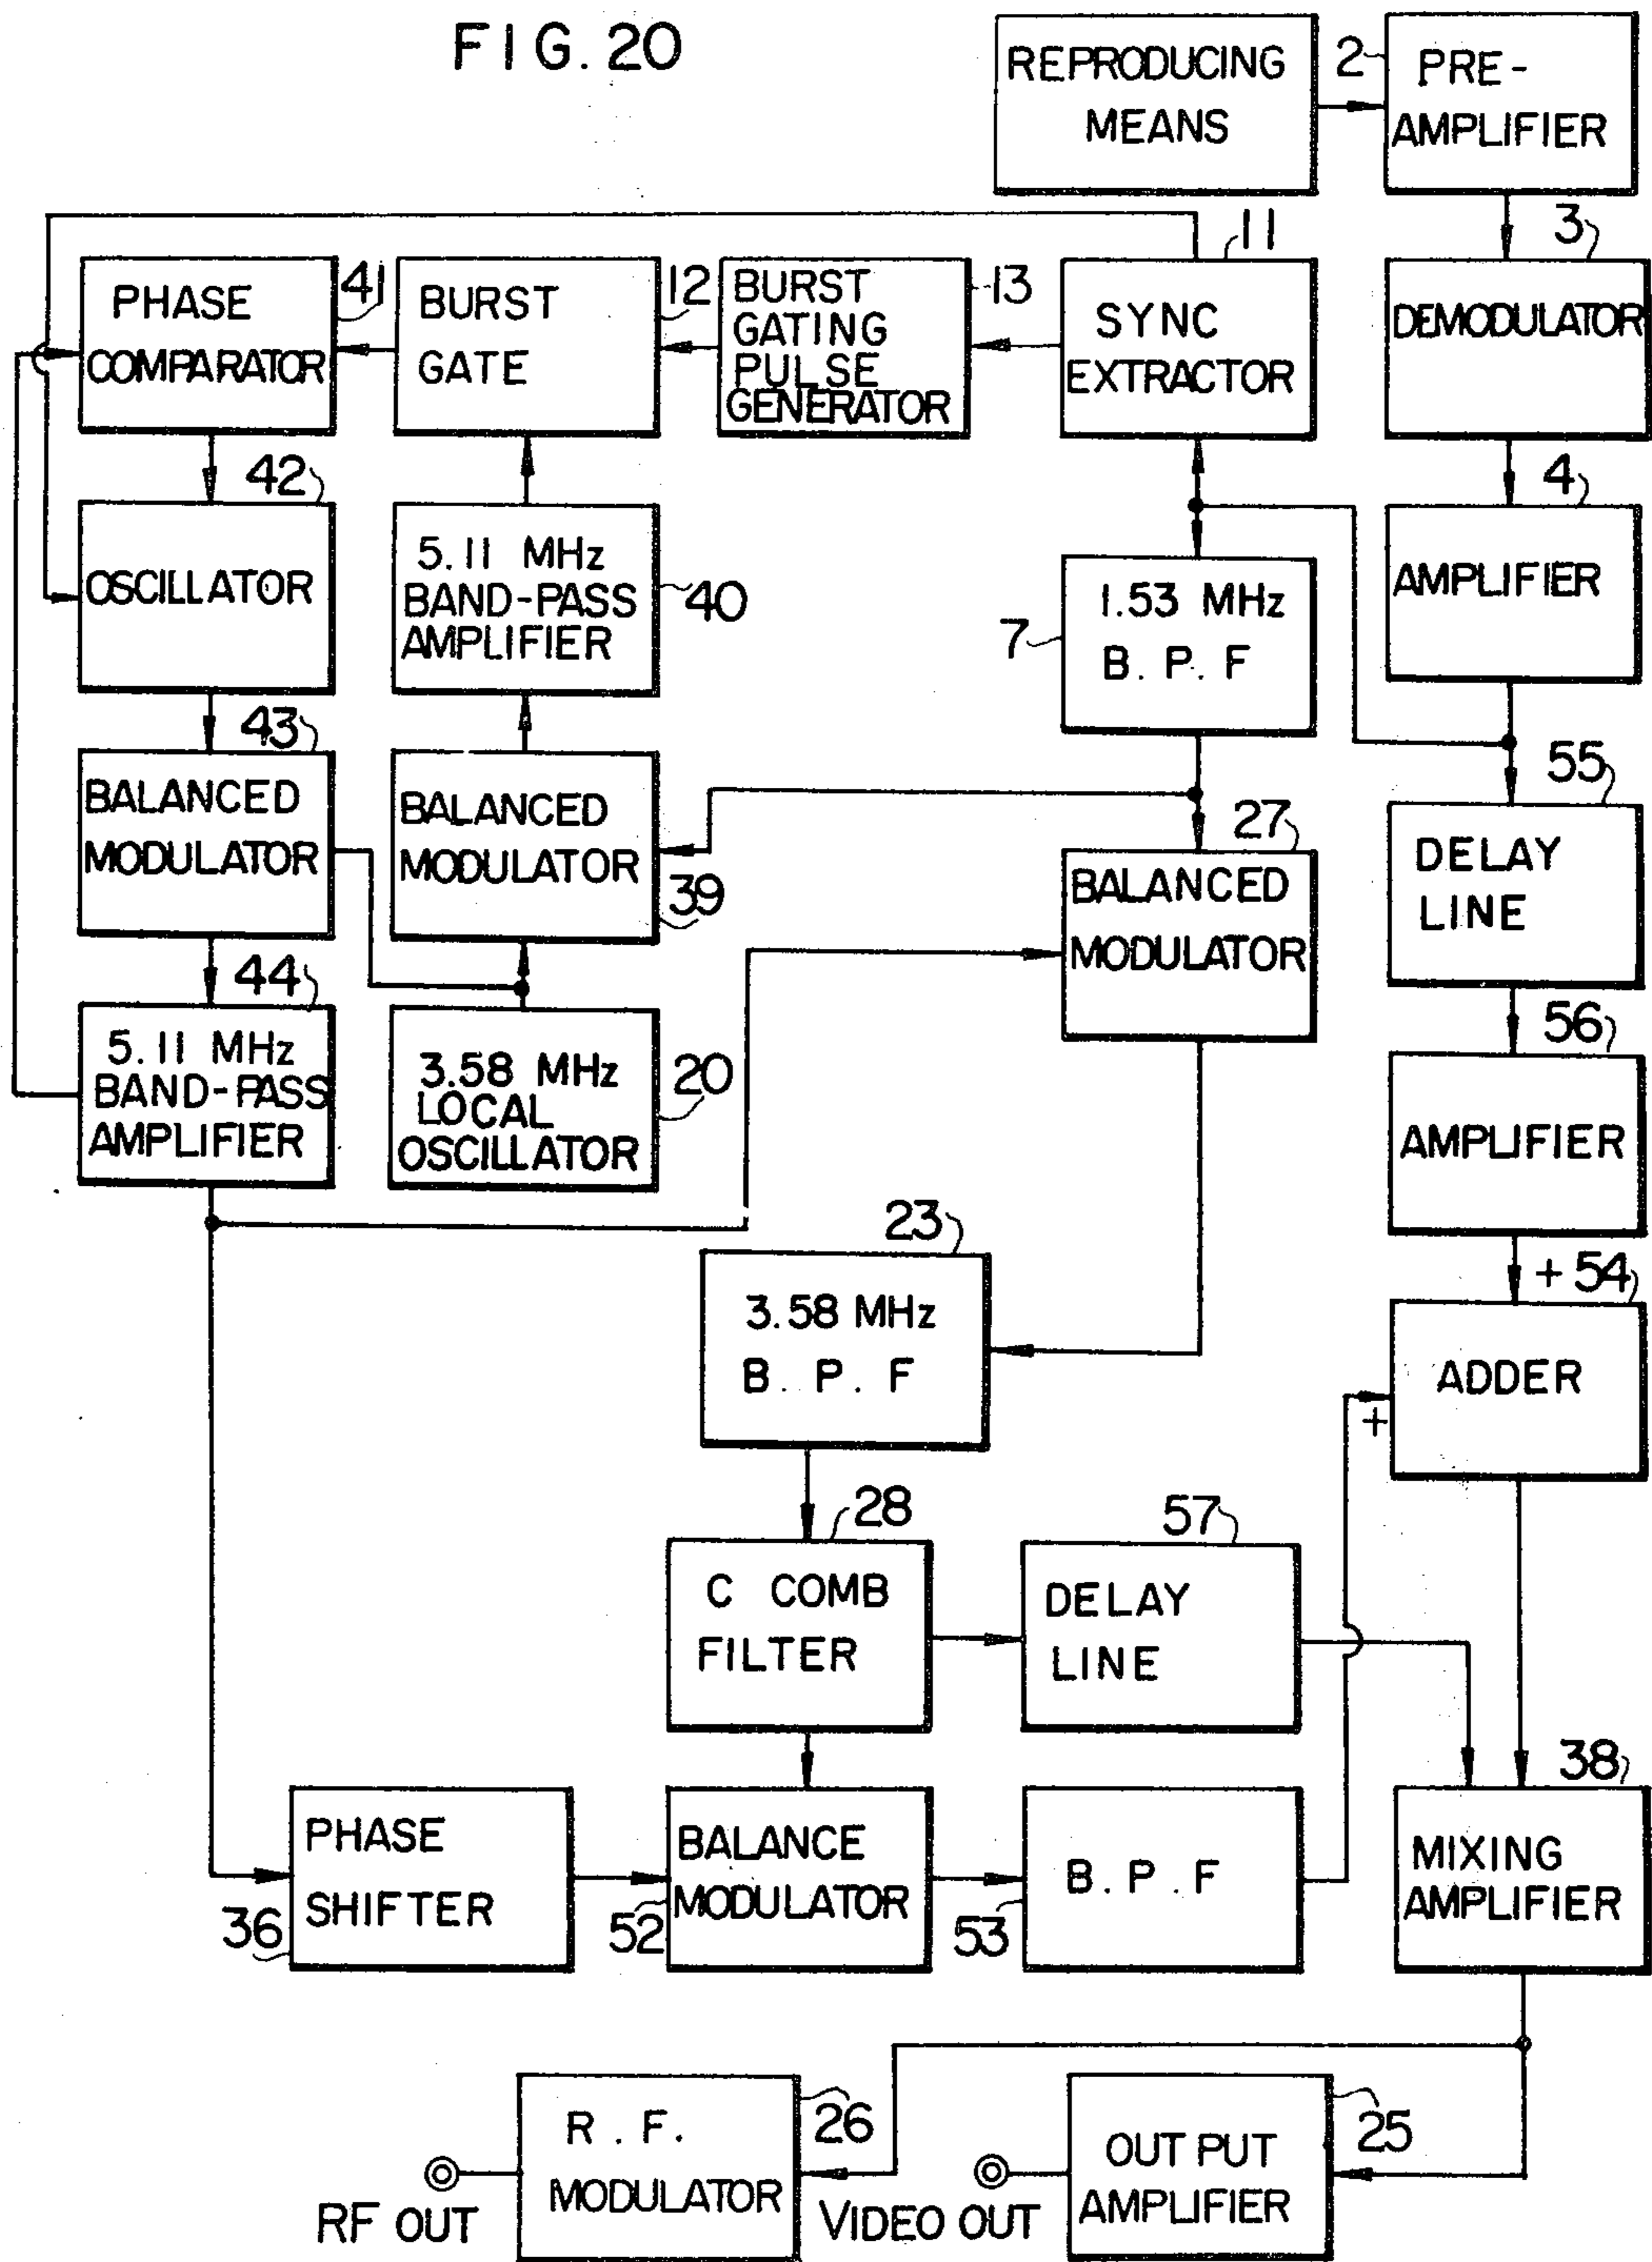 FIG. 20
REPRODUCING
MEANS
2
PRE-
AMPLIFIER
3
DEMODULATOR
11
SYNC
EXTRACTOR
13
BURST
GATING
PULSE
GENERATOR
12
BURST
GATE
41
PHASE
COMPARATOR
42
OSCILLATOR
5.11 MHz
BAND-PASS
AMPLIFIER
40
7
1.53 MHz
B. P. F
4
AMPLIFIER
43
BALANCED
MODULATOR
BALANCED
MODULATOR
39
27
BALANCED
MODULATOR
55
DELAY
LINE
44
5.11 MHz
BAND-PASS
AMPLIFIER
3.58 MHz
LOCAL
OSCILLATOR
20
56
AMPLIFIER
23
3.58 MHz
B. P. F
+ 54
ADDER
+
28
C COMB
FILTER
57
DELAY
LINE
36
PHASE
SHIFTER
52
BALANCE
MODULATOR
53
B. P. F
38
MIXING
AMPLIFIER
R. F.
MODULATOR
26
RF OUT
OUT PUT
AMPLIFIER
25
VIDEO OUT